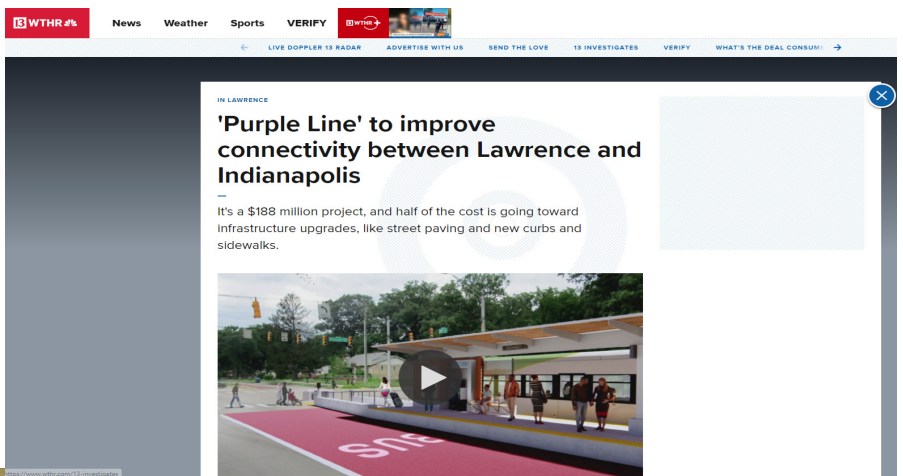 13 WTHR
News Weather Sports VERIFY 13 WTHR+
← LIVE DOPPLER 13 RADAR ADVERTISE WITH US SEND THE LOVE 13 INVESTIGATES VERIFY WHAT'S THE DEAL CONSUME →
IN LAWRENCE
'Purple Line' to improve
connectivity between Lawrence and
Indianapolis
It's a $188 million project, and half of the cost is going toward
infrastructure upgrades, like street paving and new curbs and
sidewalks.
BUS
https://www.wthr.com/13-investigates